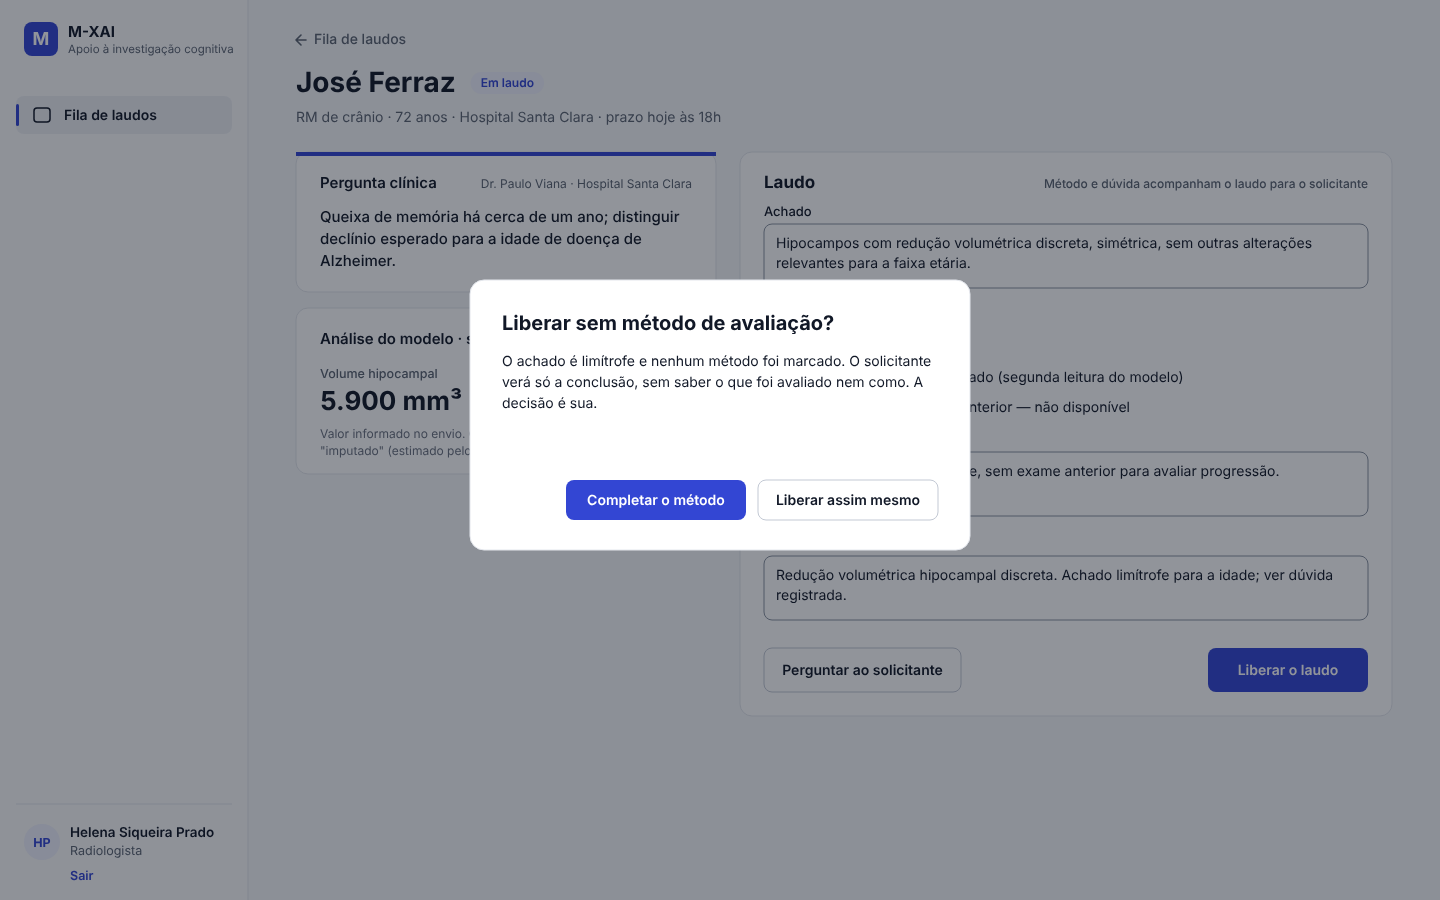 M
M-XAI
Apoio à investigação cognitiva
Fila de laudos
HP
Helena Siqueira Prado
Radiologista
Sair
Fila de laudos
José Ferraz
Em laudo
RM de crânio · 72 anos · Hospital Santa Clara · prazo hoje às 18h
Pergunta clínica
Dr. Paulo Viana · Hospital Santa Clara
Queixa de memória há cerca de um ano; distinguir
declínio esperado para a idade de doença de
Alzheimer.
Análise do modelo ·
Volume hipocampal
5.900 mm³
Valor informado no envio.
"imputado" (estimado
Laudo
Método e dúvida acompanham o laudo para o solicitante
Achado
Hipocampos com redução volumétrica discreta, simétrica, sem outras alterações
relevantes para a faixa etária.
(segunda leitura do modelo)
— não disponível
sem exame anterior para avaliar progressão.
Redução volumétrica hipocampal discreta. Achado limítrofe para a idade; ver dúvida
registrada.
Perguntar ao solicitante
Liberar o laudo
Liberar sem método de avaliação?
O achado é limítrofe e nenhum método foi marcado. O solicitante
verá só a conclusão, sem saber o que foi avaliado nem como. A
decisão é sua.
Completar o método
Liberar assim mesmo